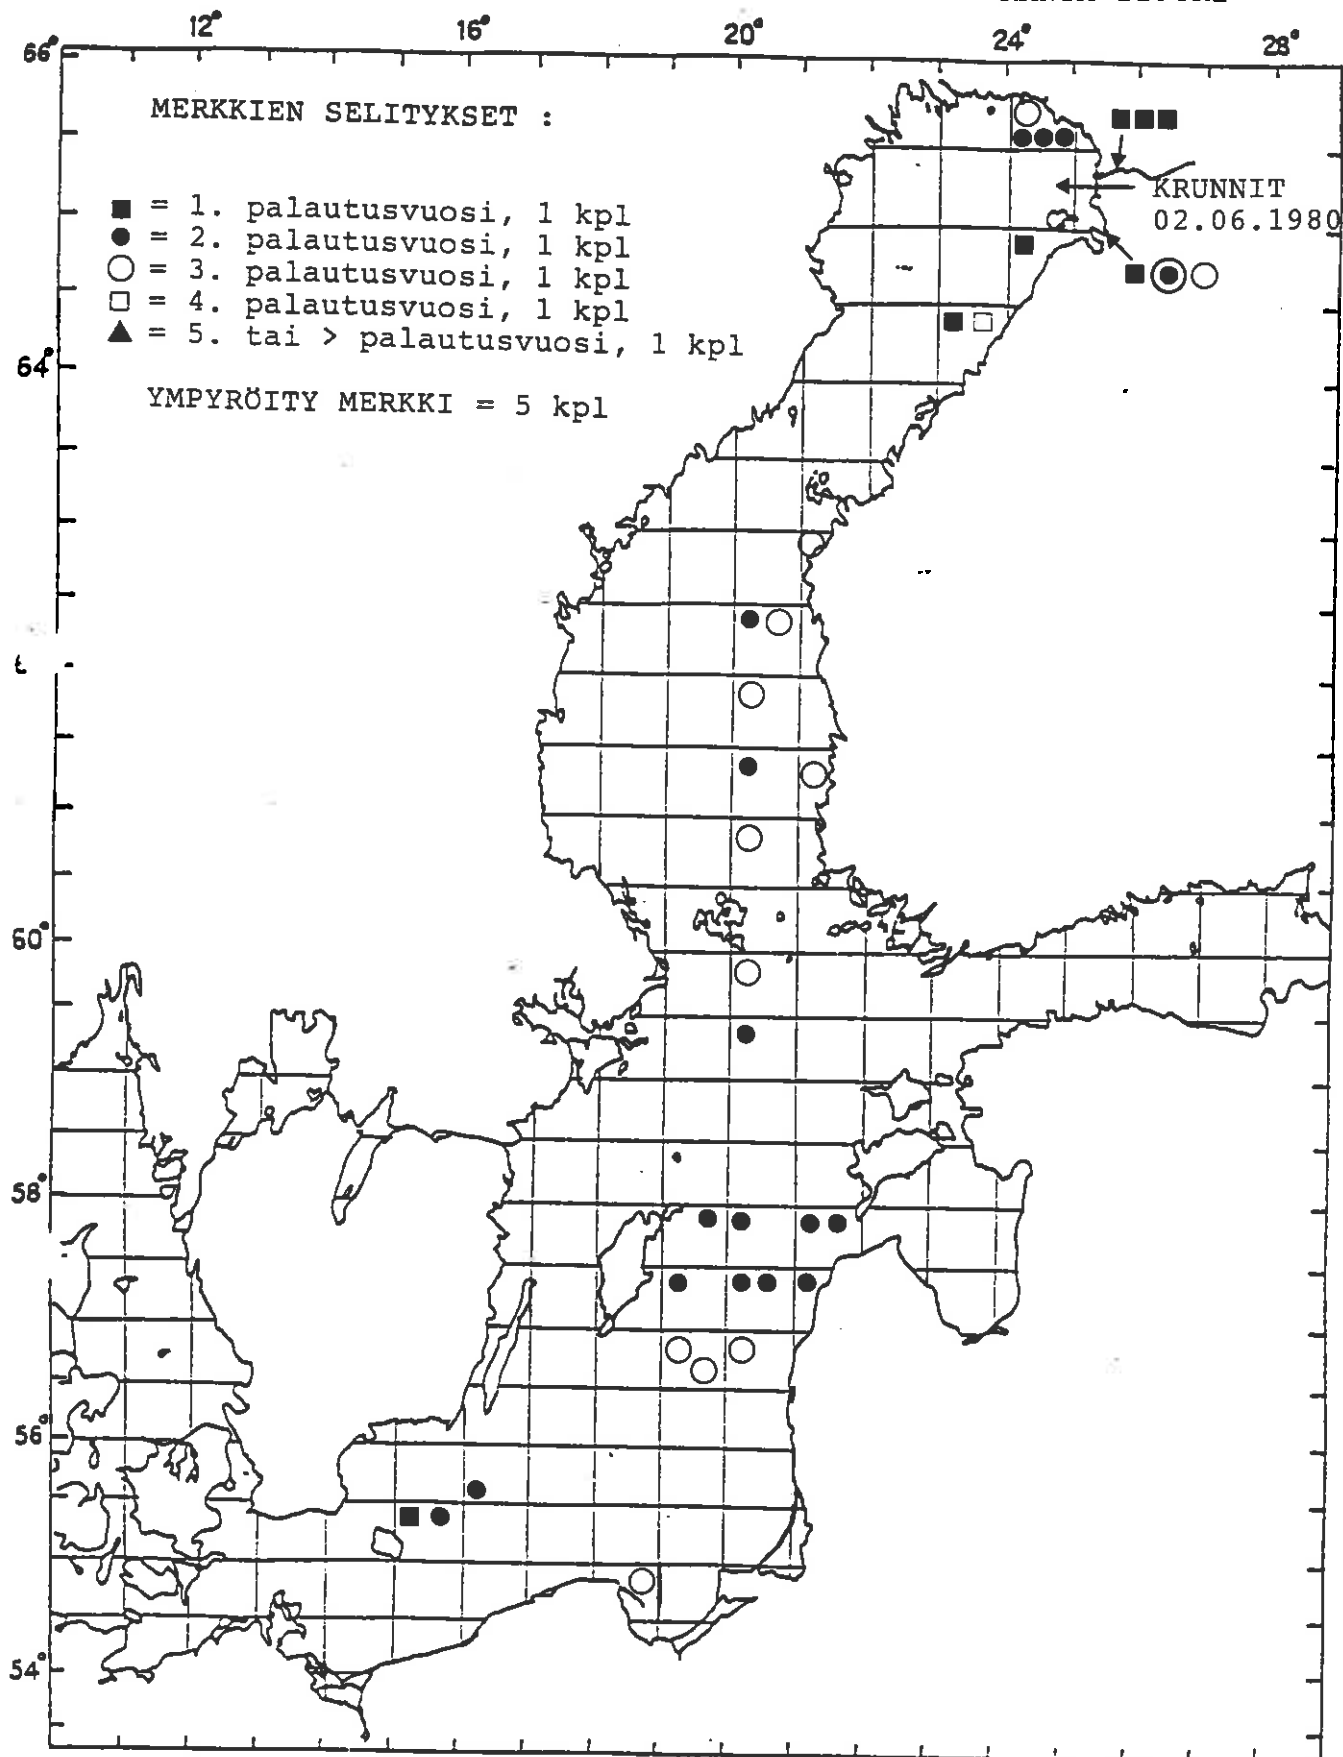 12° 16° 20° 24° 28°
66°
MERKKIEN SELITYKSET :
■ = 1. palautusvuosi, 1 kpl
● = 2. palautusvuosi, 1 kpl
○ = 3. palautusvuosi, 1 kpl
□ = 4. palautusvuosi, 1 kpl
▲ = 5. tai > palautusvuosi, 1 kpl
YMPYRÖITY MERKKI = 5 kpl
KRUNNIT
02.06.1980
64°
60°
58°
56°
54°